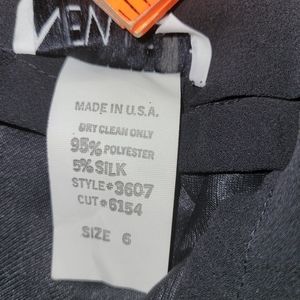 MADE IN U.S.A.
DRY CLEAN ONLY
95% POLYESTER
5% SILK
STYLE#3607
CUT#6154
SIZE 6